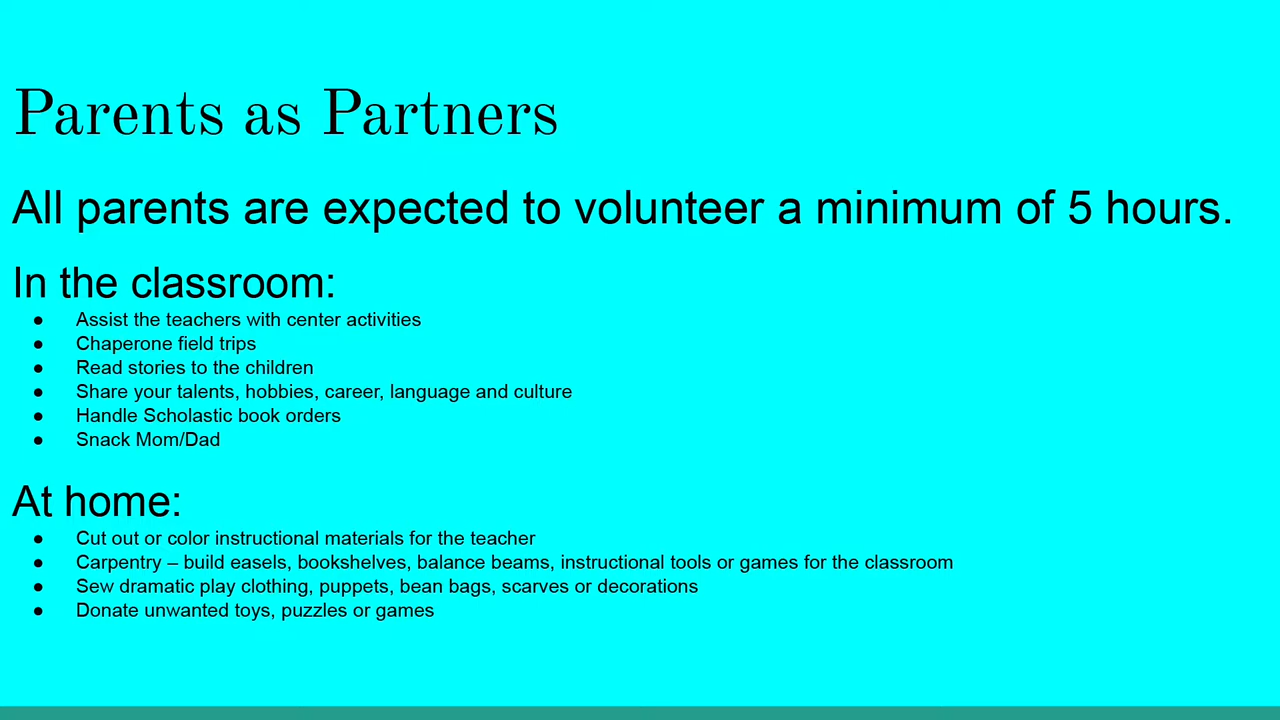 Parents as Partners
All parents are expected to volunteer a minimum of 5 hours.
In the classroom:
● Assist the teachers with center activities
● Chaperone field trips
● Read stories to the children
● Share your talents, hobbies, career, language and culture
● Handle Scholastic book orders
● Snack Mom/Dad
At home:
● Cut out or color instructional materials for the teacher
● Carpentry – build easels, bookshelves, balance beams, instructional tools or games for the classroom
● Sew dramatic play clothing, puppets, bean bags, scarves or decorations
● Donate unwanted toys, puzzles or games